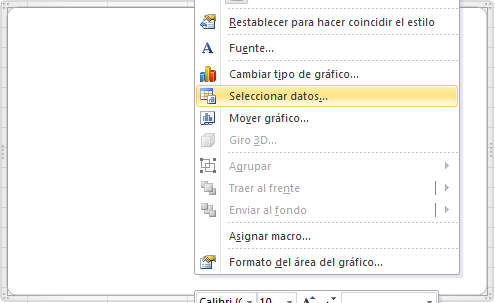 Restablecer para hacer coincidir el estilo
Fuente...
Cambiar tipo de gráfico...
Seleccionar datos...
Mover gráfico...
Giro 3D...
Agrupar
Traer al frente
Enviar al fondo
Asignar macro...
Formato del área del gráfico...
Calibri (( 10 A A